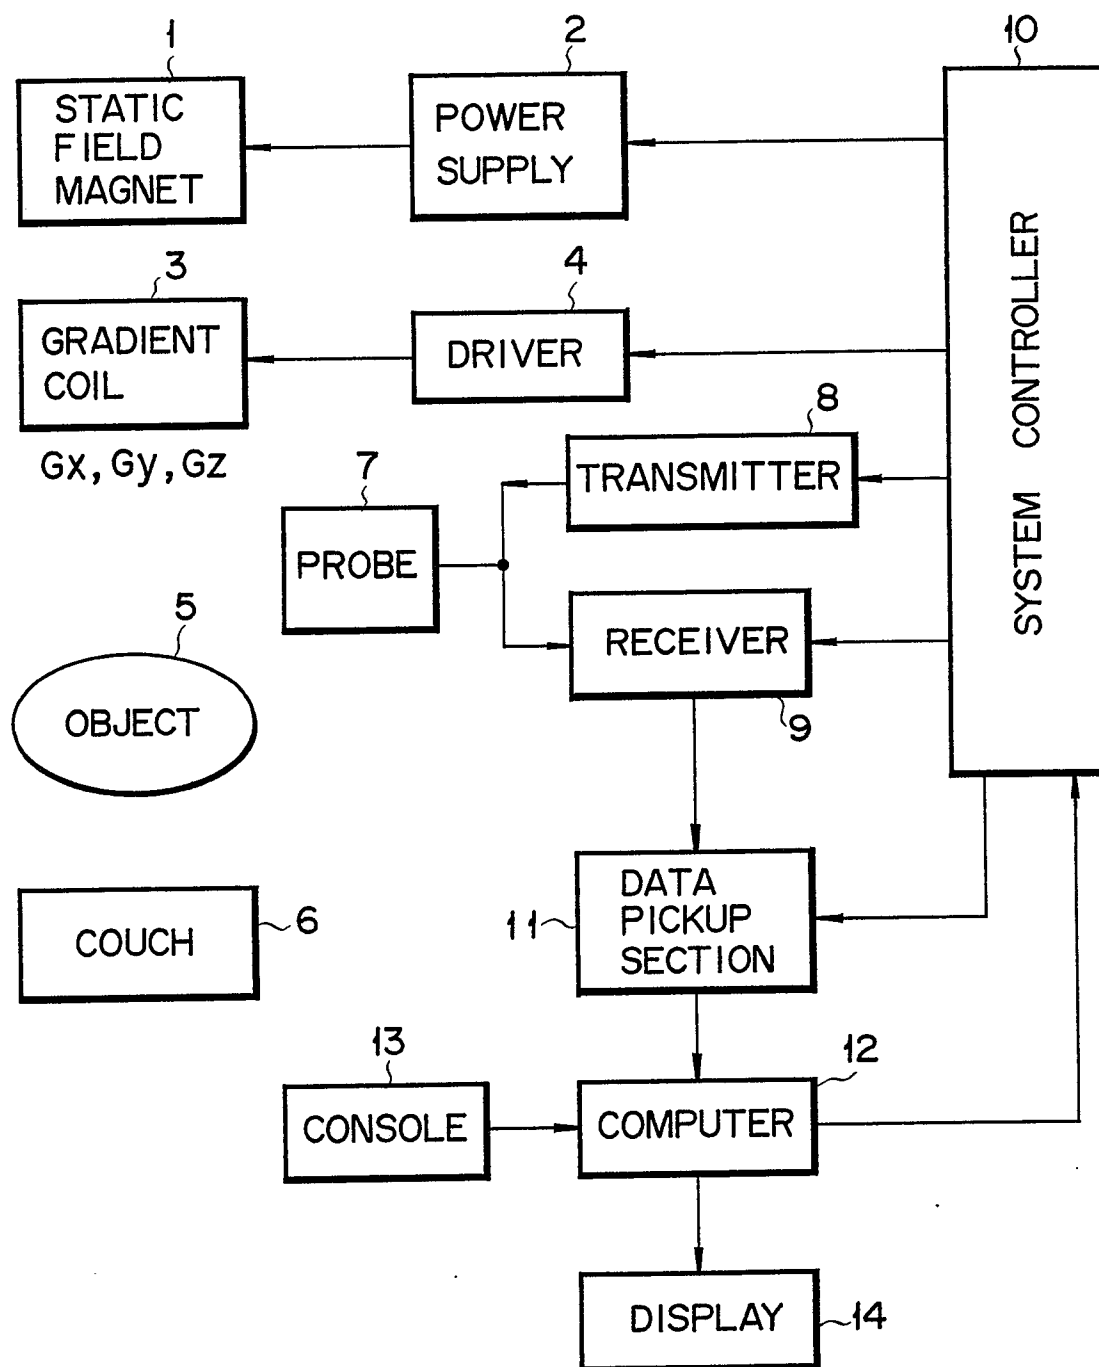 1
STATIC
FIELD
MAGNET
2
POWER
SUPPLY
10
SYSTEM CONTROLLER
3
GRADIENT
COIL
Gx, Gy, Gz
4
DRIVER
8
TRANSMITTER
7
PROBE
RECEIVER
9
5
OBJECT
11
DATA
PICKUP
SECTION
COUCH
6
13
CONSOLE
12
COMPUTER
DISPLAY
14